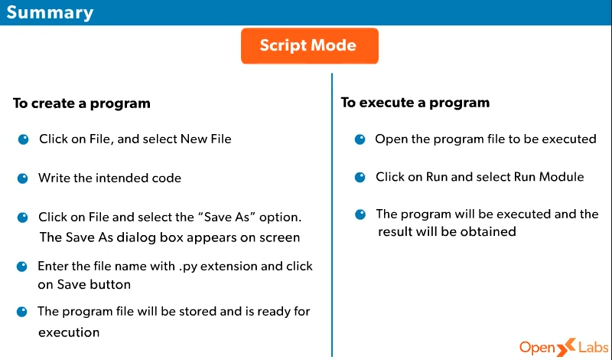 Summary
Script Mode
To create a program
Click on File, and select New File
Write the intended code
Click on File and select the “Save As” option.
The Save As dialog box appears on screen
Enter the file name with .py extension and click
on Save button
The program file will be stored and is ready for
execution
To execute a program
Open the program file to be executed
Click on Run and select Run Module
The program will be executed and the
result will be obtained
Open Labs